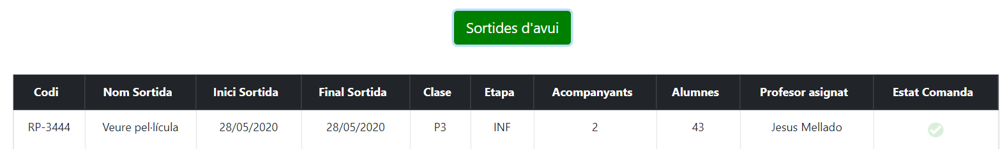 Sortides d'avui
Codi Nom Sortida Inici Sortida Final Sortida Clase Etapa Acompanyants Alumnes Profesor asignat Estat Comanda
RP-3444 Veure pel·lícula 28/05/2020 28/05/2020 P3 INF 2 43 Jesus Mellado